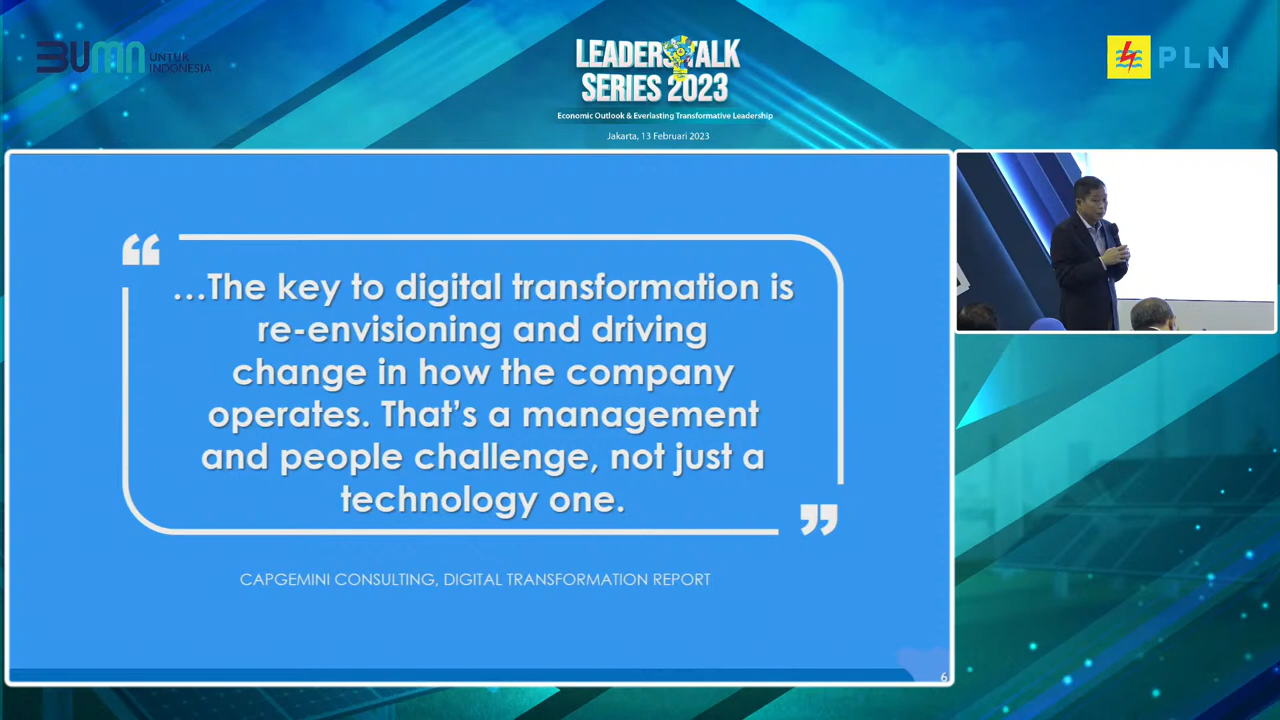 BUMN UNTUK
INDONESIA
LEADERS TALK
SERIES 2023
Economic Outlook & Everlasting Transformative Leadership
Jakarta, 13 Februari 2023
PLN
“
…The key to digital transformation is
re-envisioning and driving
change in how the company
operates. That’s a management
and people challenge, not just a
technology one.
”
CAPGEMINI CONSULTING, DIGITAL TRANSFORMATION REPORT
6